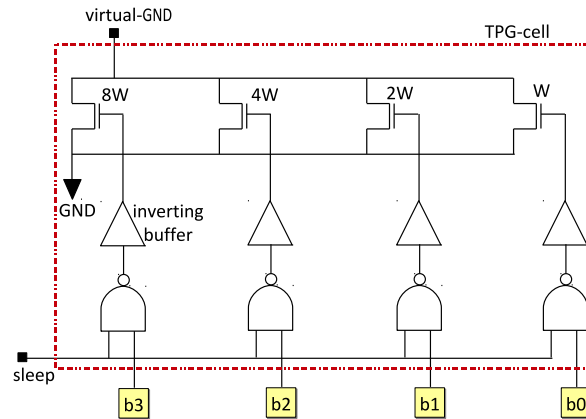 virtual-GND
TPG-cell
8W
4W
2W
W
GND
inverting
buffer
sleep
b3
b2
b1
b0